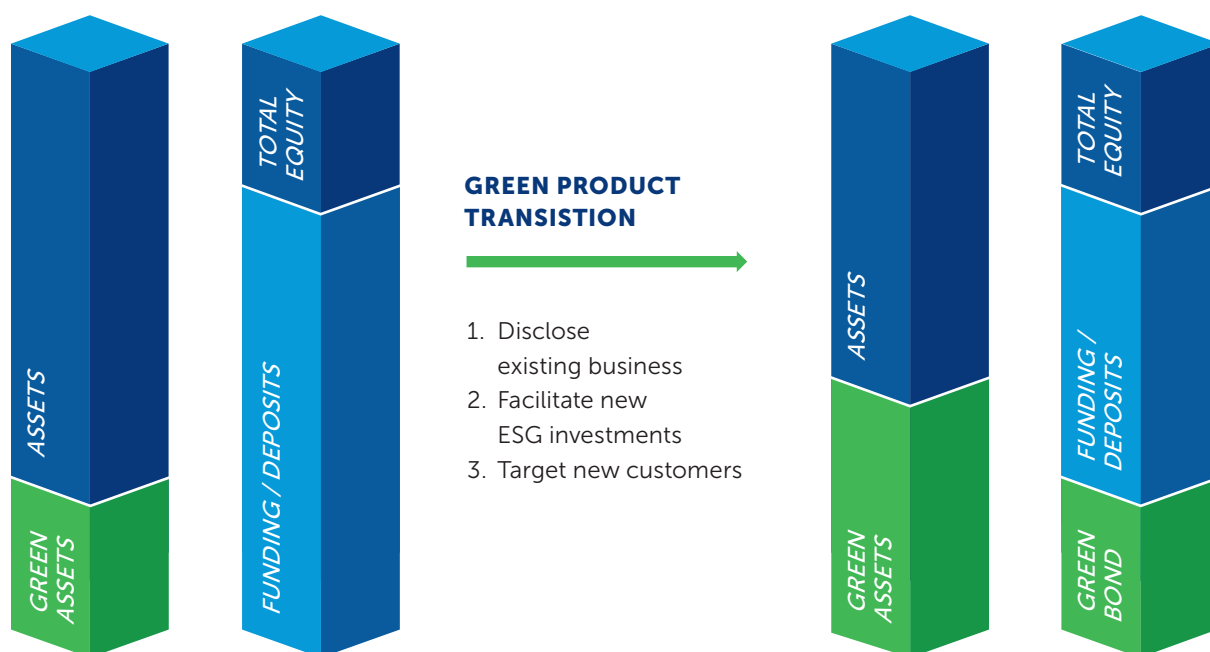 ASSETS
GREEN
ASSETS
TOTAL
EQUITY
FUNDING / DEPOSITS
GREEN PRODUCT
TRANSISTION
1. Disclose
existing business
2. Facilitate new
ESG investments
3. Target new customers
ASSETS
GREEN
ASSETS
TOTAL
EQUITY
FUNDING /
DEPOSITS
GREEN
BOND